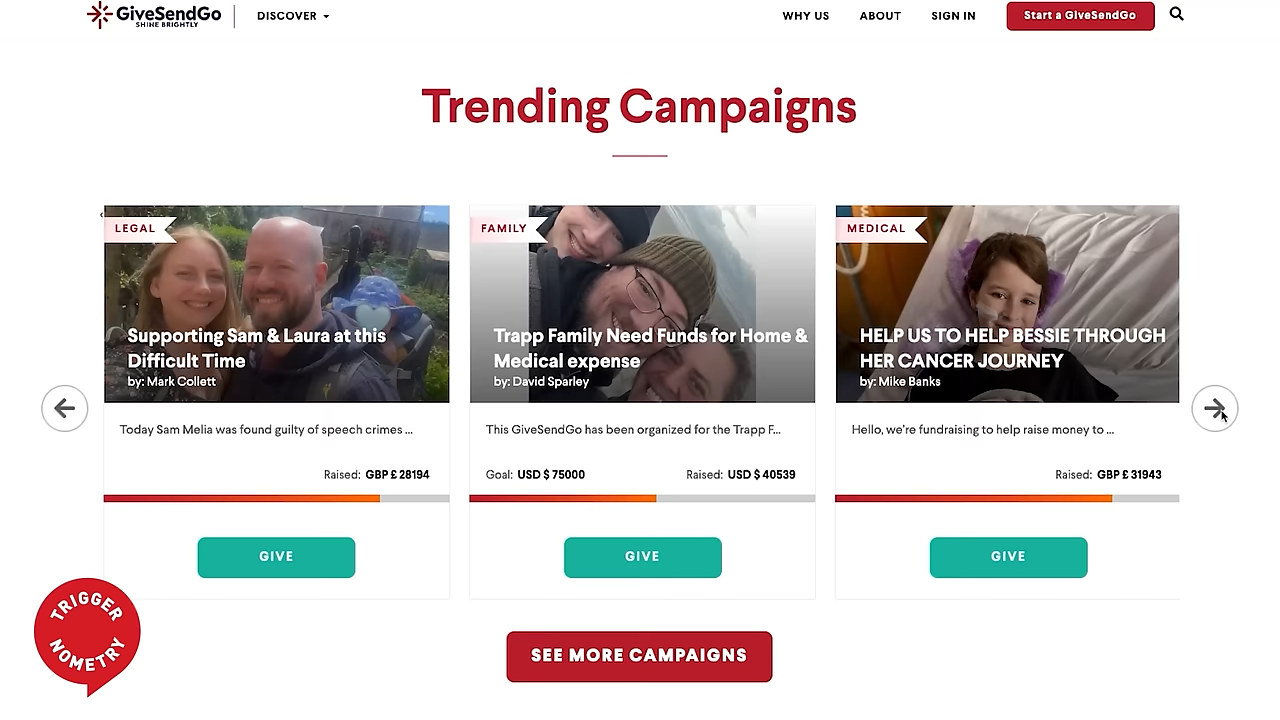 GiveSendGo
SHINE BRIGHTLY
DISCOVER
WHY US
ABOUT
SIGN IN
Start a GiveSendGo
Trending Campaigns
LEGAL
Supporting Sam & Laura at this
Difficult Time
by: Mark Collett
Today Sam Melia was found guilty of speech crimes ...
Raised: GBP £ 28194
GIVE
FAMILY
Trapp Family Need Funds for Home &
Medical expense
by: David Sparley
This GiveSendGo has been organized for the Trapp F...
Goal: USD $ 75000
Raised: USD $ 40539
GIVE
MEDICAL
HELP US TO HELP BESSIE THROUGH
HER CANCER JOURNEY
by: Mike Banks
Hello, we're fundraising to help raise money to ...
Raised: GBP £ 31943
GIVE
SEE MORE CAMPAIGNS
TRIGGER
NOMETRY